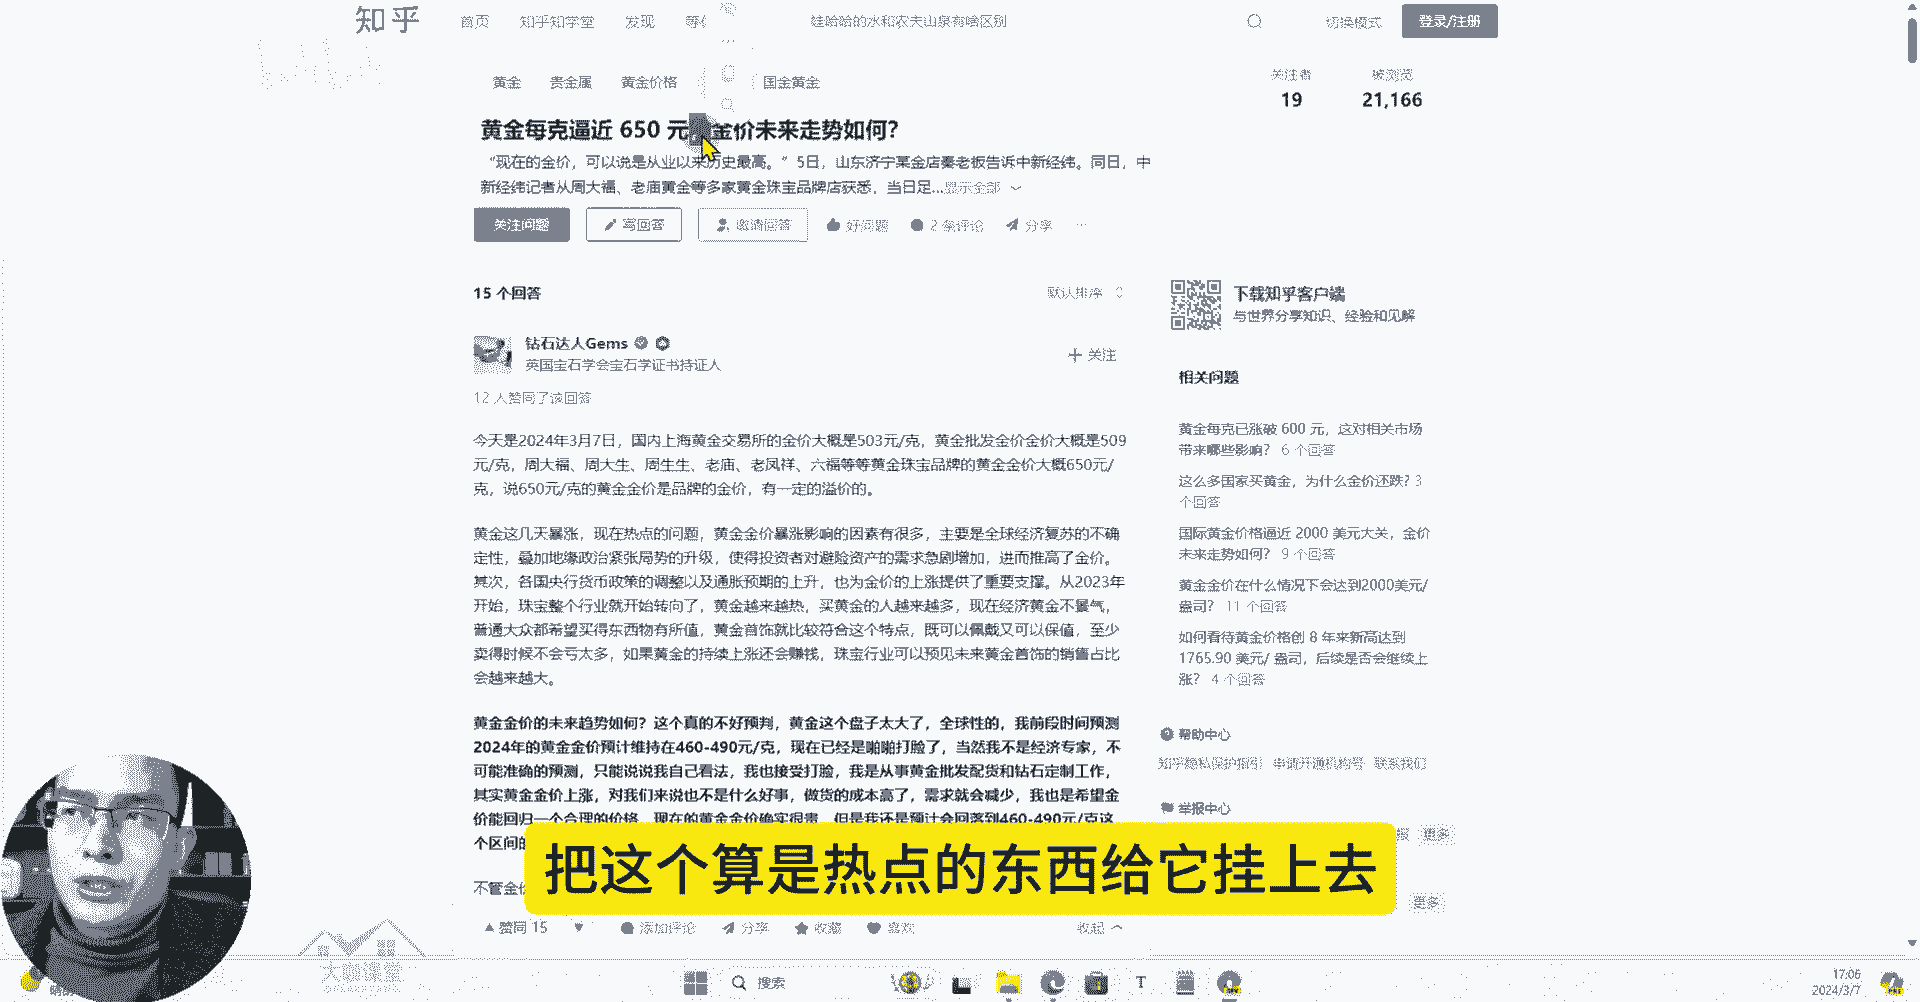 知乎
首页 知乎知学堂 发现 等你
娃哈哈的水和农夫山泉有啥区别
切换模式
登录/注册
黄金 贵金属 黄金价格 国金黄金
关注者
19
被浏览
21,166
黄金每克逼近 650 元，金价未来走势如何？
“现在的金价，可以说是从业以来历史最高。”5日，山东济宁某金店秦老板告诉中新经纬。同日，中
新经纬记者从周大福、老庙黄金等多家黄金珠宝品牌店获悉，当日足...显示全部
关注问题 写回答 邀请回答 好问题 2 条评论 分享 ...
15 个回答
默认排序
钻石达人Gems
英国宝石学会宝石学证书持证人
+ 关注
12 人赞同了该回答
今天是2024年3月7日，国内上海黄金交易所的金价大概是503元/克，黄金批发金价金价大概是509
元/克，周大福、周大生、周生生、老庙、老凤祥、六福等等黄金珠宝品牌的黄金金价大概650元/
克，说650元/克的黄金金价是品牌的金价，有一定的溢价的。
黄金这几天暴涨，现在热点的问题，黄金金价暴涨影响的因素有很多，主要是全球经济复苏的不确
定性，叠加地缘政治紧张局势的升级，使得投资者对避险资产的需求急剧增加，进而推高了金价。
其次，各国央行货币政策的调整以及通胀预期的上升，也为金价的上涨提供了重要支撑。从2023年
开始，珠宝整个行业就开始转向了，黄金越来越热，买黄金的人越来越多，现在经济黄金不景气，
普通大众都希望买得东西物有所值，黄金首饰就比较符合这个特点，既可以佩戴又可以保值，至少
卖得时候不会亏太多，如果黄金的持续上涨还会赚钱，珠宝行业可以预见未来黄金首饰的销售占比
会越来越大。
黄金金价的未来趋势如何？这个真的不好预判，黄金这个盘子太大了，全球性的，我前段时间预测
2024年的黄金金价预计维持在460-490元/克，现在已经是啪啪打脸了，当然我不是经济专家，不
可能准确的预测，只能说说我自己看法，我也接受打脸，我是从事黄金批发配货和钻石定制工作，
其实黄金金价上涨，对我们来说也不是什么好事，做货的成本高了，需求就会减少，我也是希望金
价能回归一个合理的价格，现在的黄金金价确实很贵，但是我还是预计会回落到460-490元/克这
个区间的
不管金价
赞同 15 添加评论 分享 收藏 喜欢 收起
下载知乎客户端
与世界分享知识、经验和见解
相关问题
黄金每克已涨破 600 元，这对相关市场
带来哪些影响？ 6 个回答
这么多国家买黄金，为什么金价还跌？3
个回答
国际黄金价格逼近 2000 美元大关，金价
未来走势如何？ 9 个回答
黄金金价在什么情况下会达到2000美元/
盎司？ 11 个回答
如何看待黄金价格创 8 年来新高达到
1765.90 美元/ 盎司，后续是否会继续上
涨？ 4 个回答
帮助中心
知乎隐私保护指引 申请开通机构号 联系我们
举报中心
更多
更多
把这个算是热点的东西给它挂上去
搜索
17:06
2024/3/7